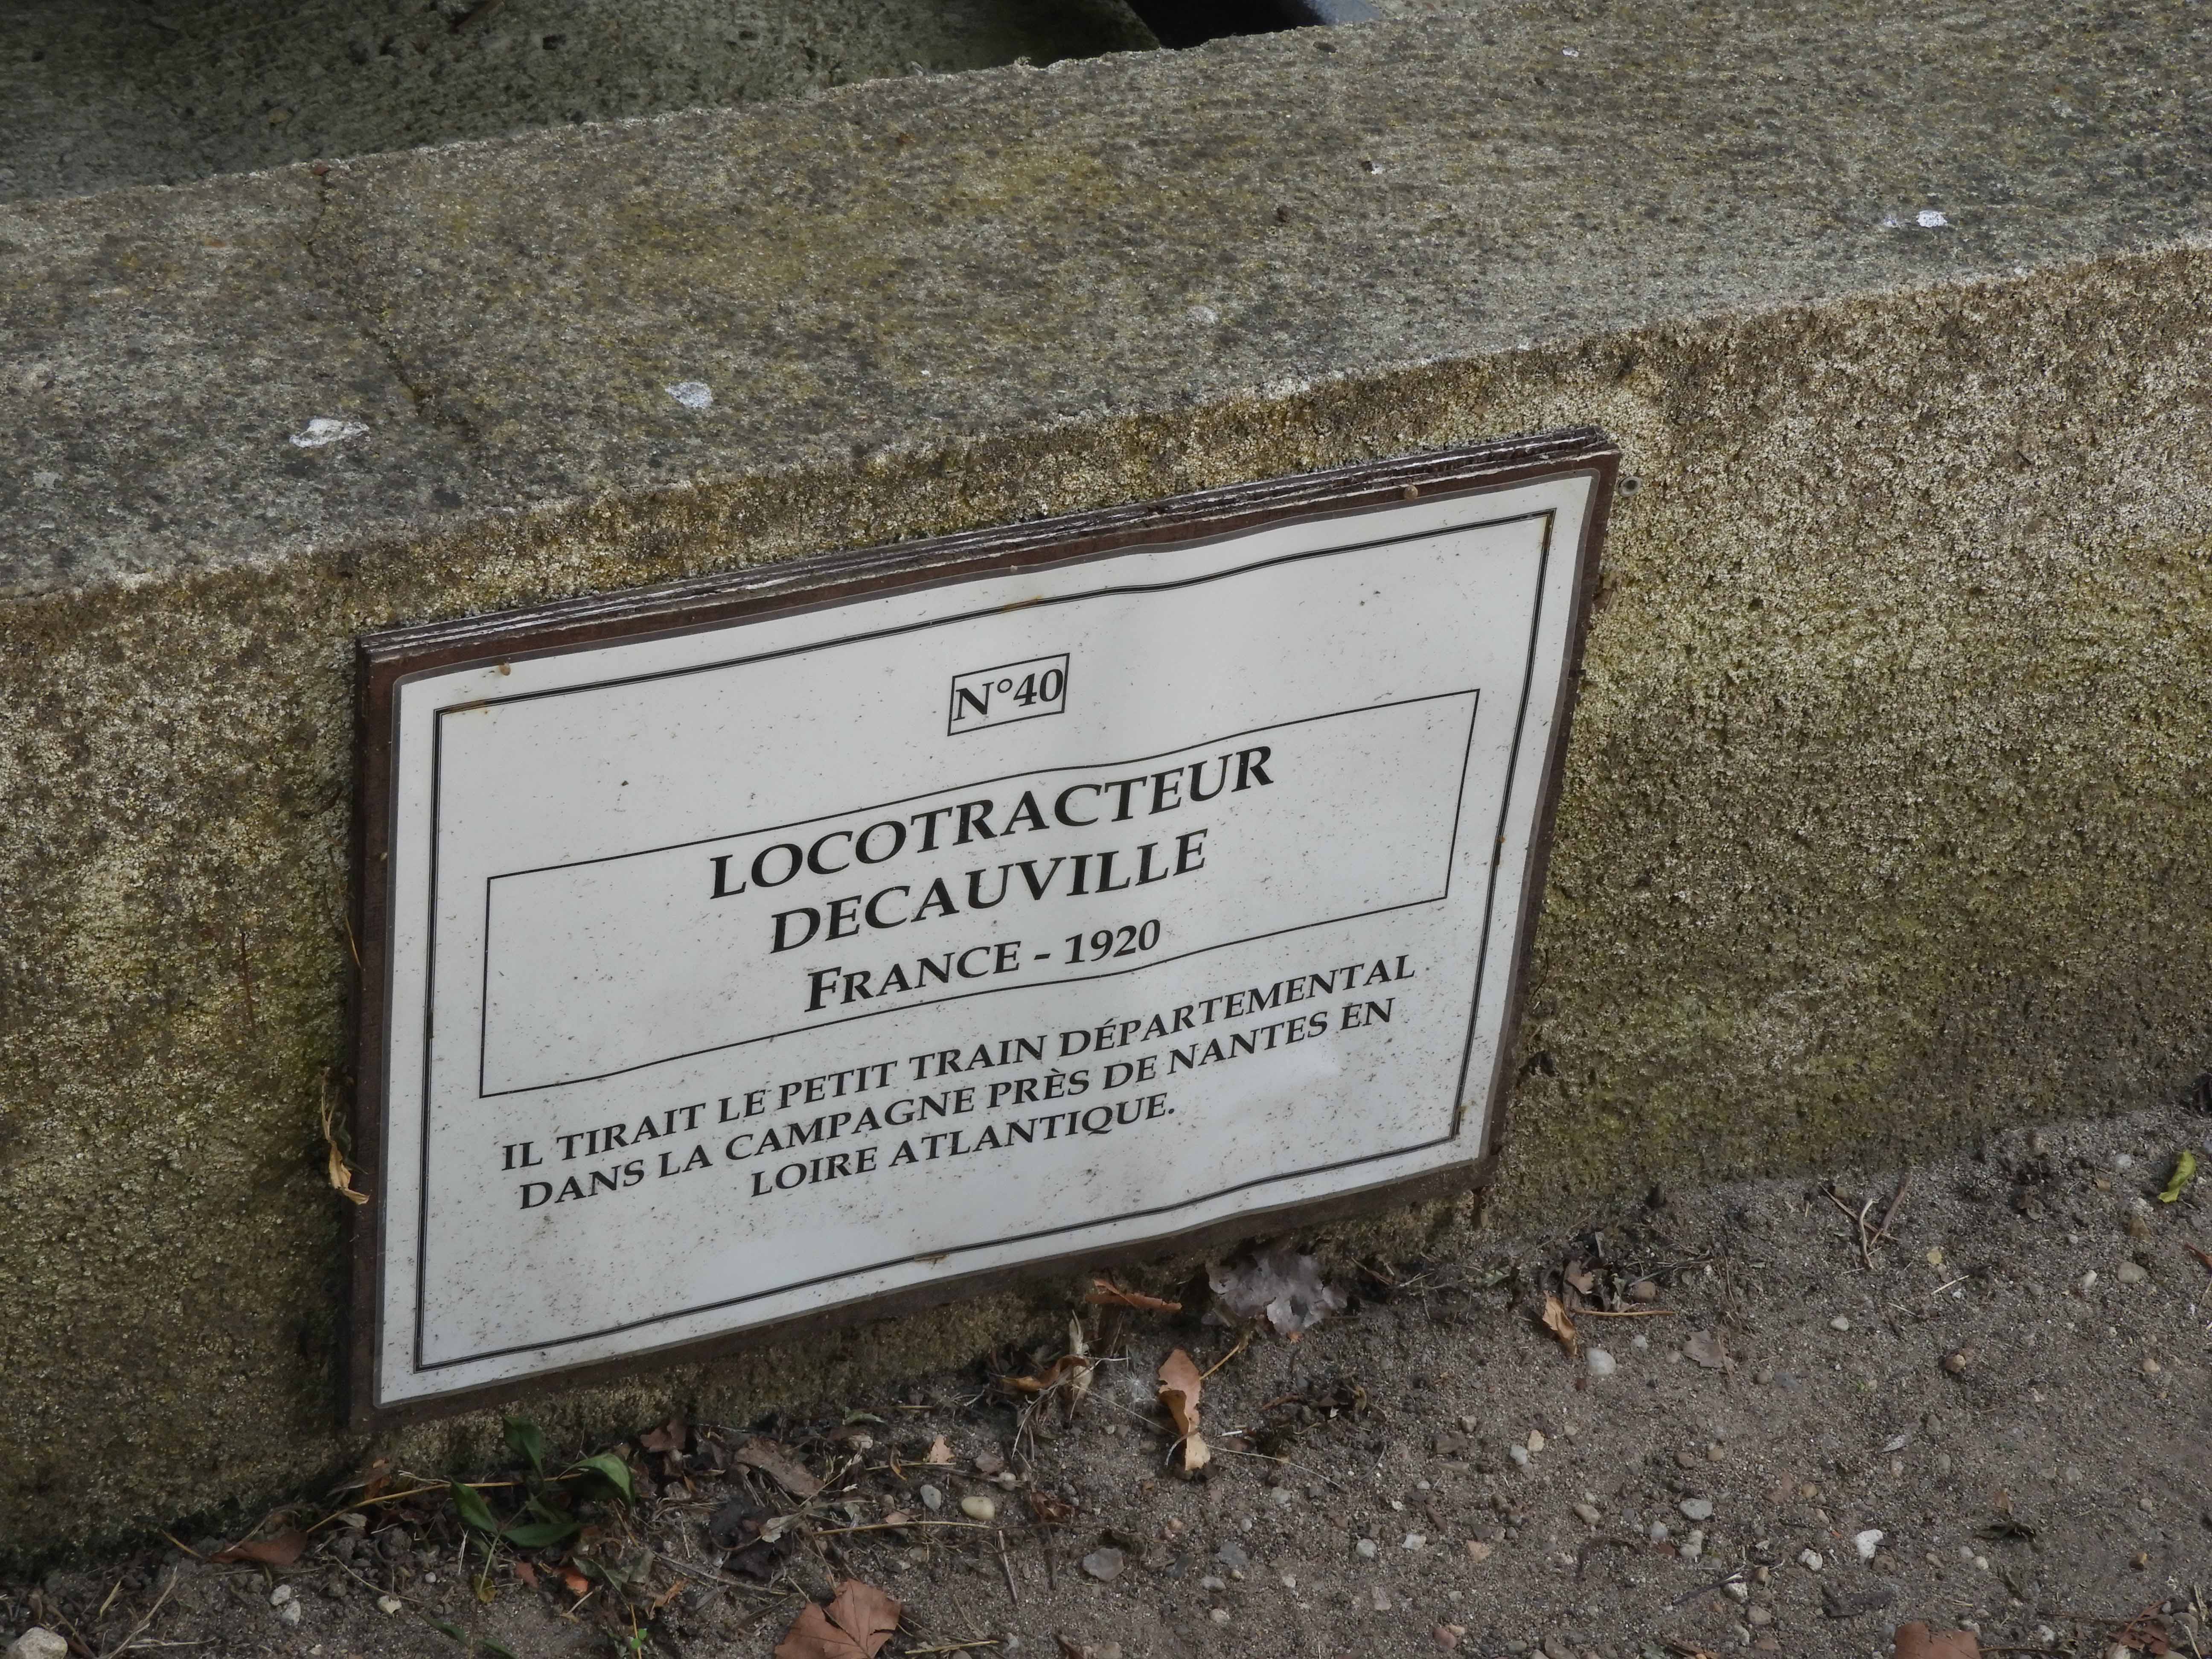 N°40
LOCOTRACTEUR
DECAUVILLE
FRANCE - 1920
IL TIRAIT LE PETIT TRAIN DÉPARTEMENTAL
DANS LA CAMPAGNE PRÈS DE NANTES EN
LOIRE ATLANTIQUE.